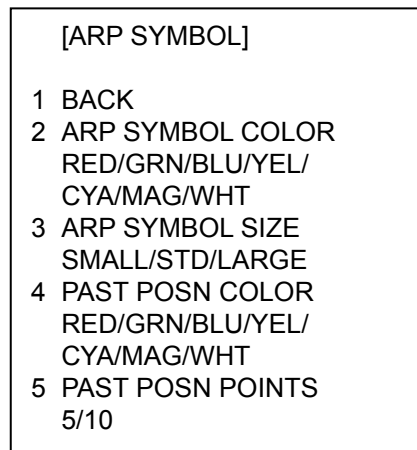 [ARP SYMBOL]
1 BACK
2 ARP SYMBOL COLOR
RED/GRN/BLU/YEL/
CYA/MAG/WHT
3 ARP SYMBOL SIZE
SMALL/STD/LARGE
4 PAST POSN COLOR
RED/GRN/BLU/YEL/
CYA/MAG/WHT
5 PAST POSN POINTS
5/10